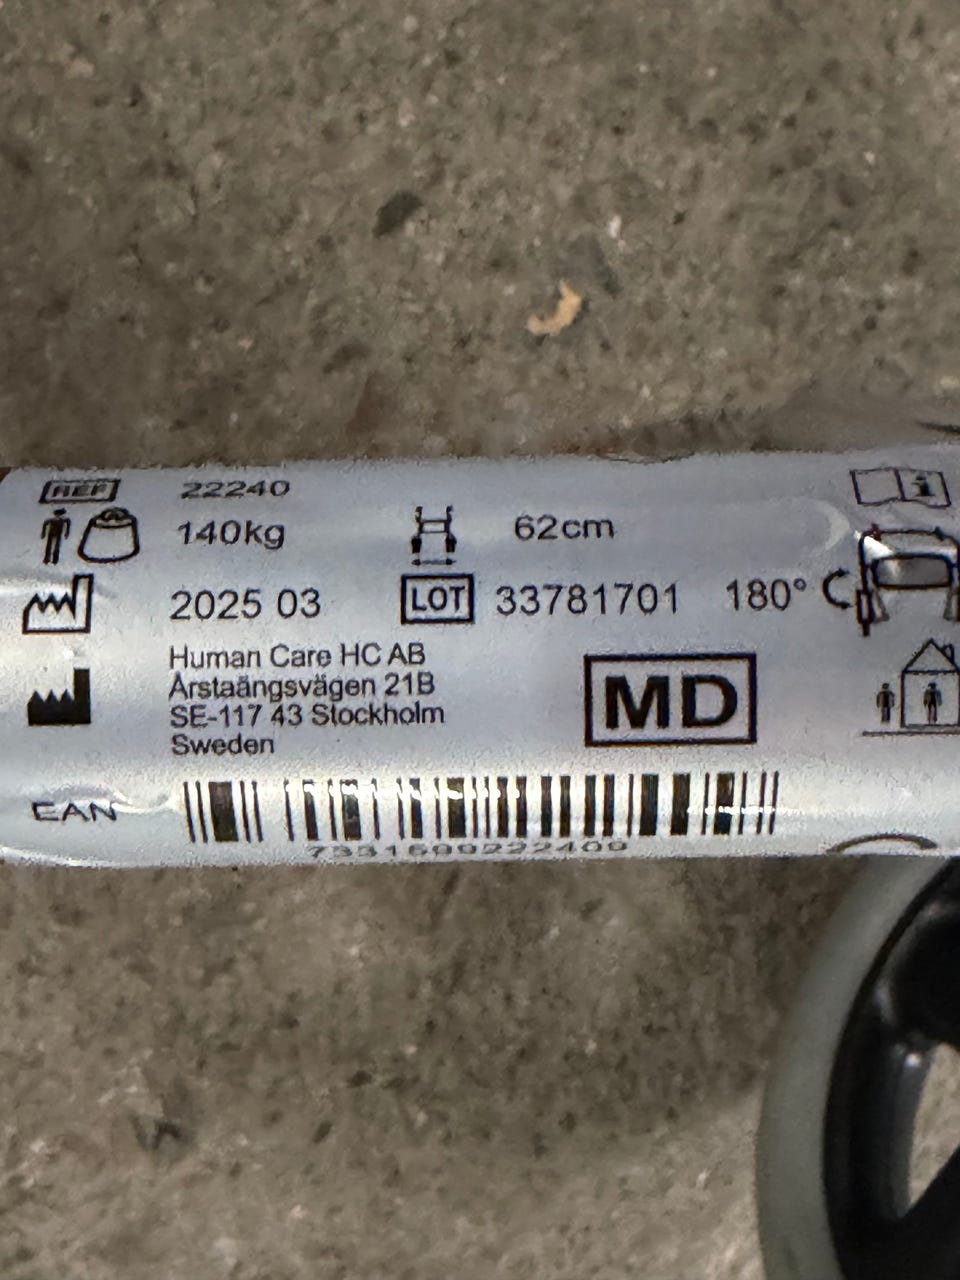 REF 22240
140kg 62cm
2025 03 LOT 33781701 180°
Human Care HC AB
Årstaängsvägen 21B
SE-117 43 Stockholm
Sweden
MD
EAN
7331699222409